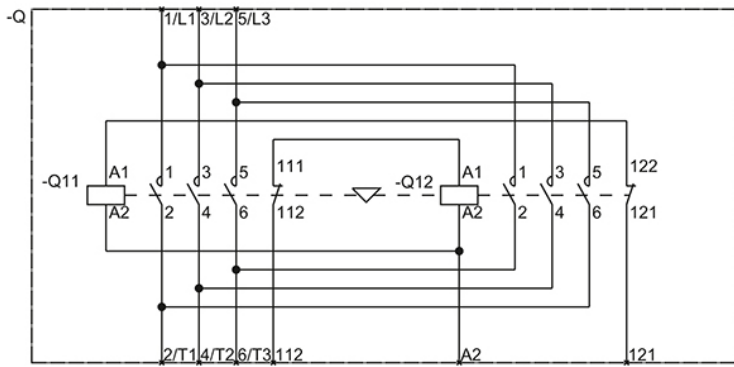 -Q 1/L1 3/L2 5/L3
A1 1 3 5 111 A1 1 3 5 122
-Q11 -Q12
A2 2 4 6 112 A2 2 4 6 121
2/T1 4/T2 6/T3 112 A2 121